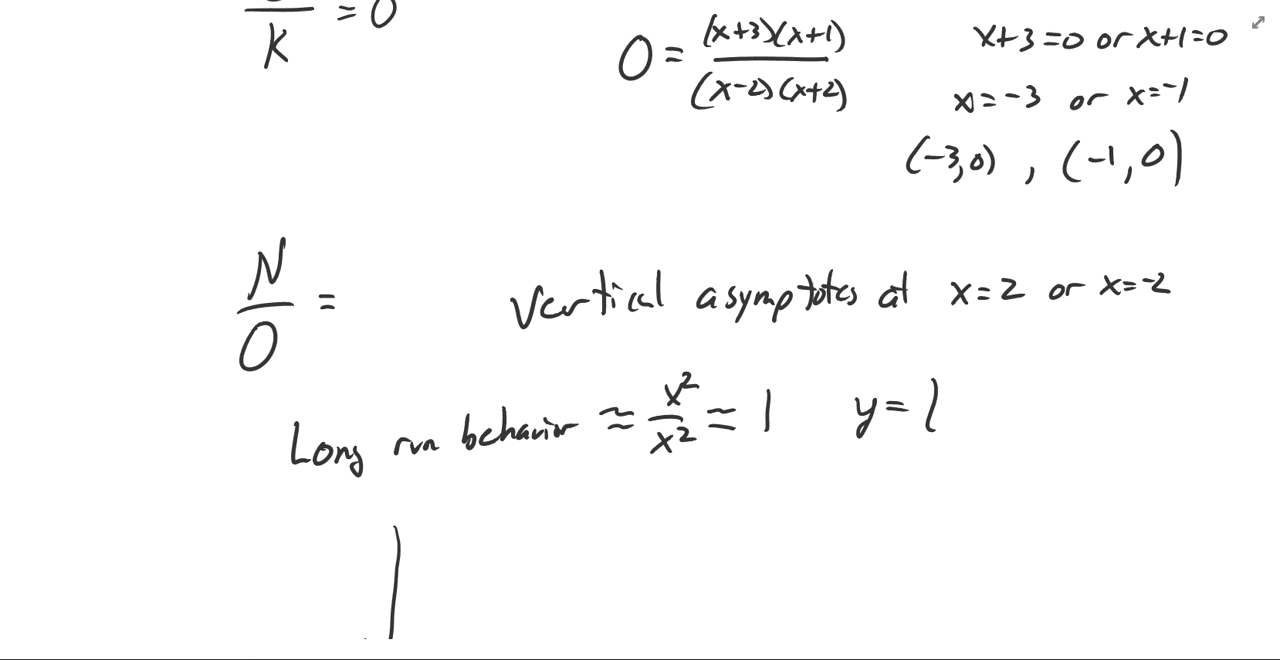 /K = 0
0 = (x+3)(x+1)/(x-2)(x+2) x+3=0 or x+1=0
x=-3 or x=-1
(-3,0) , (-1,0)
N/0 = Vertical asymptotes at x=2 or x=-2
Long run behavior ≈ x²/x² ≈ 1 y=1